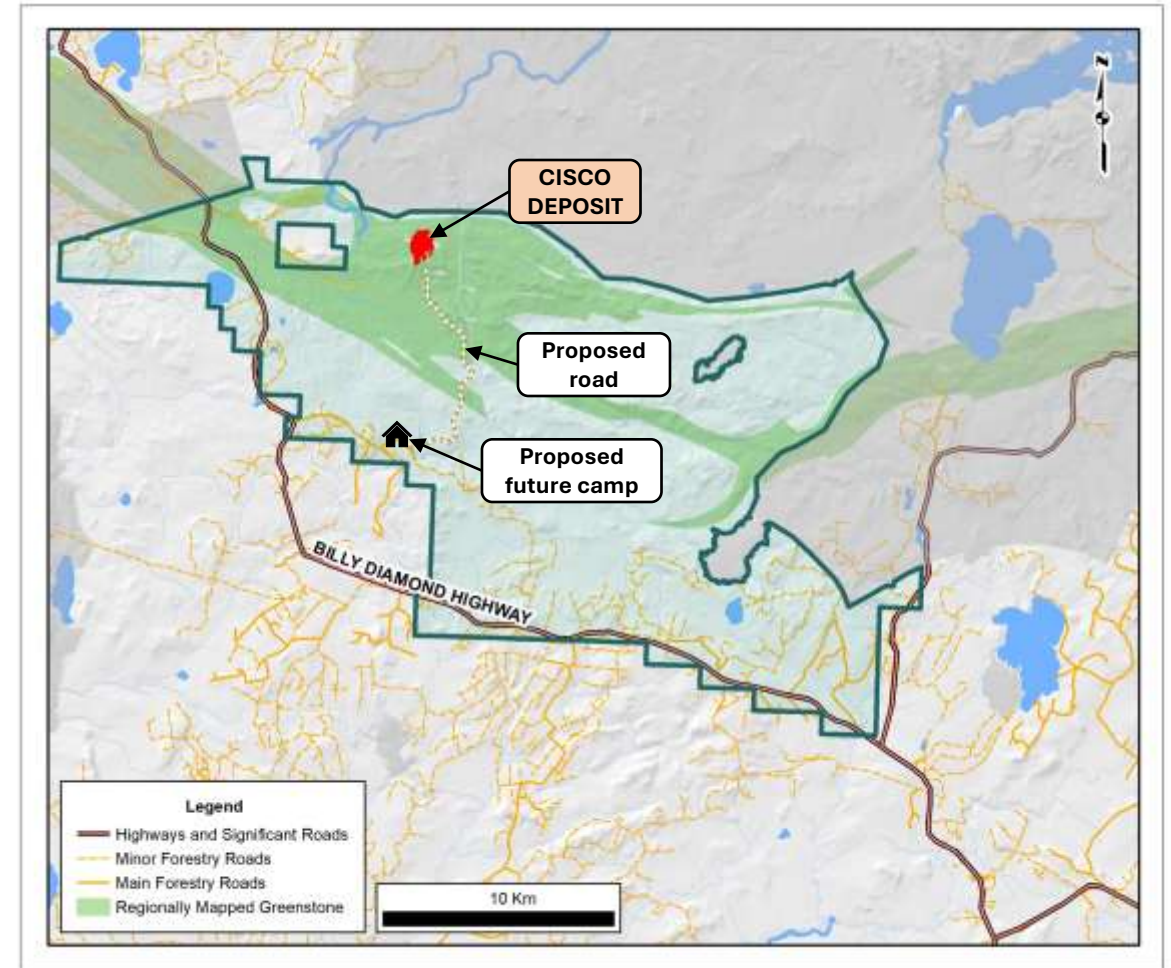 N
CISCO
DEPOSIT
Proposed
road
Proposed
future camp
BILLY DIAMOND HIGHWAY
Legend
Highways and Significant Roads
Minor Forestry Roads
Main Forestry Roads
Regionally Mapped Greenstone
10 Km